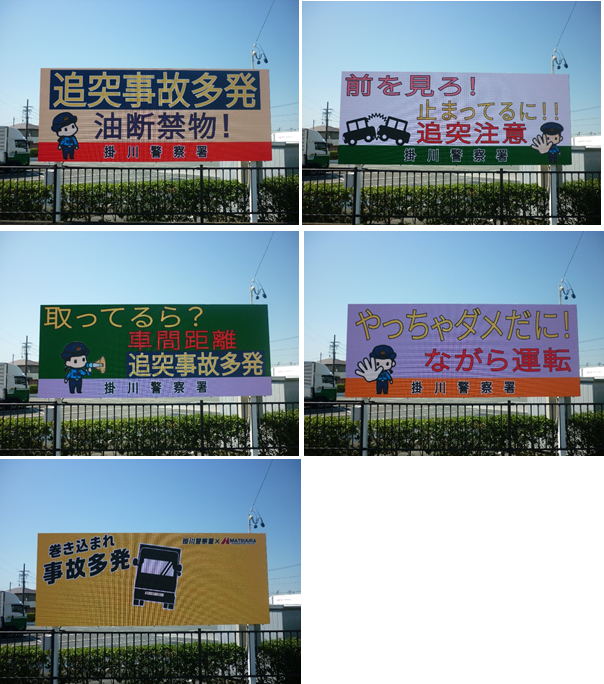 追突事故多発
油断禁物!
掛川警察署
前を見ろ!
止まってるに!!
追突注意
掛川警察署
取ってるら?
車間距離
追突事故多発
掛川警察署
やっちゃダメだに!
ながら運転
掛川警察署
掛川警察署×
巻き込まれ
事故多発